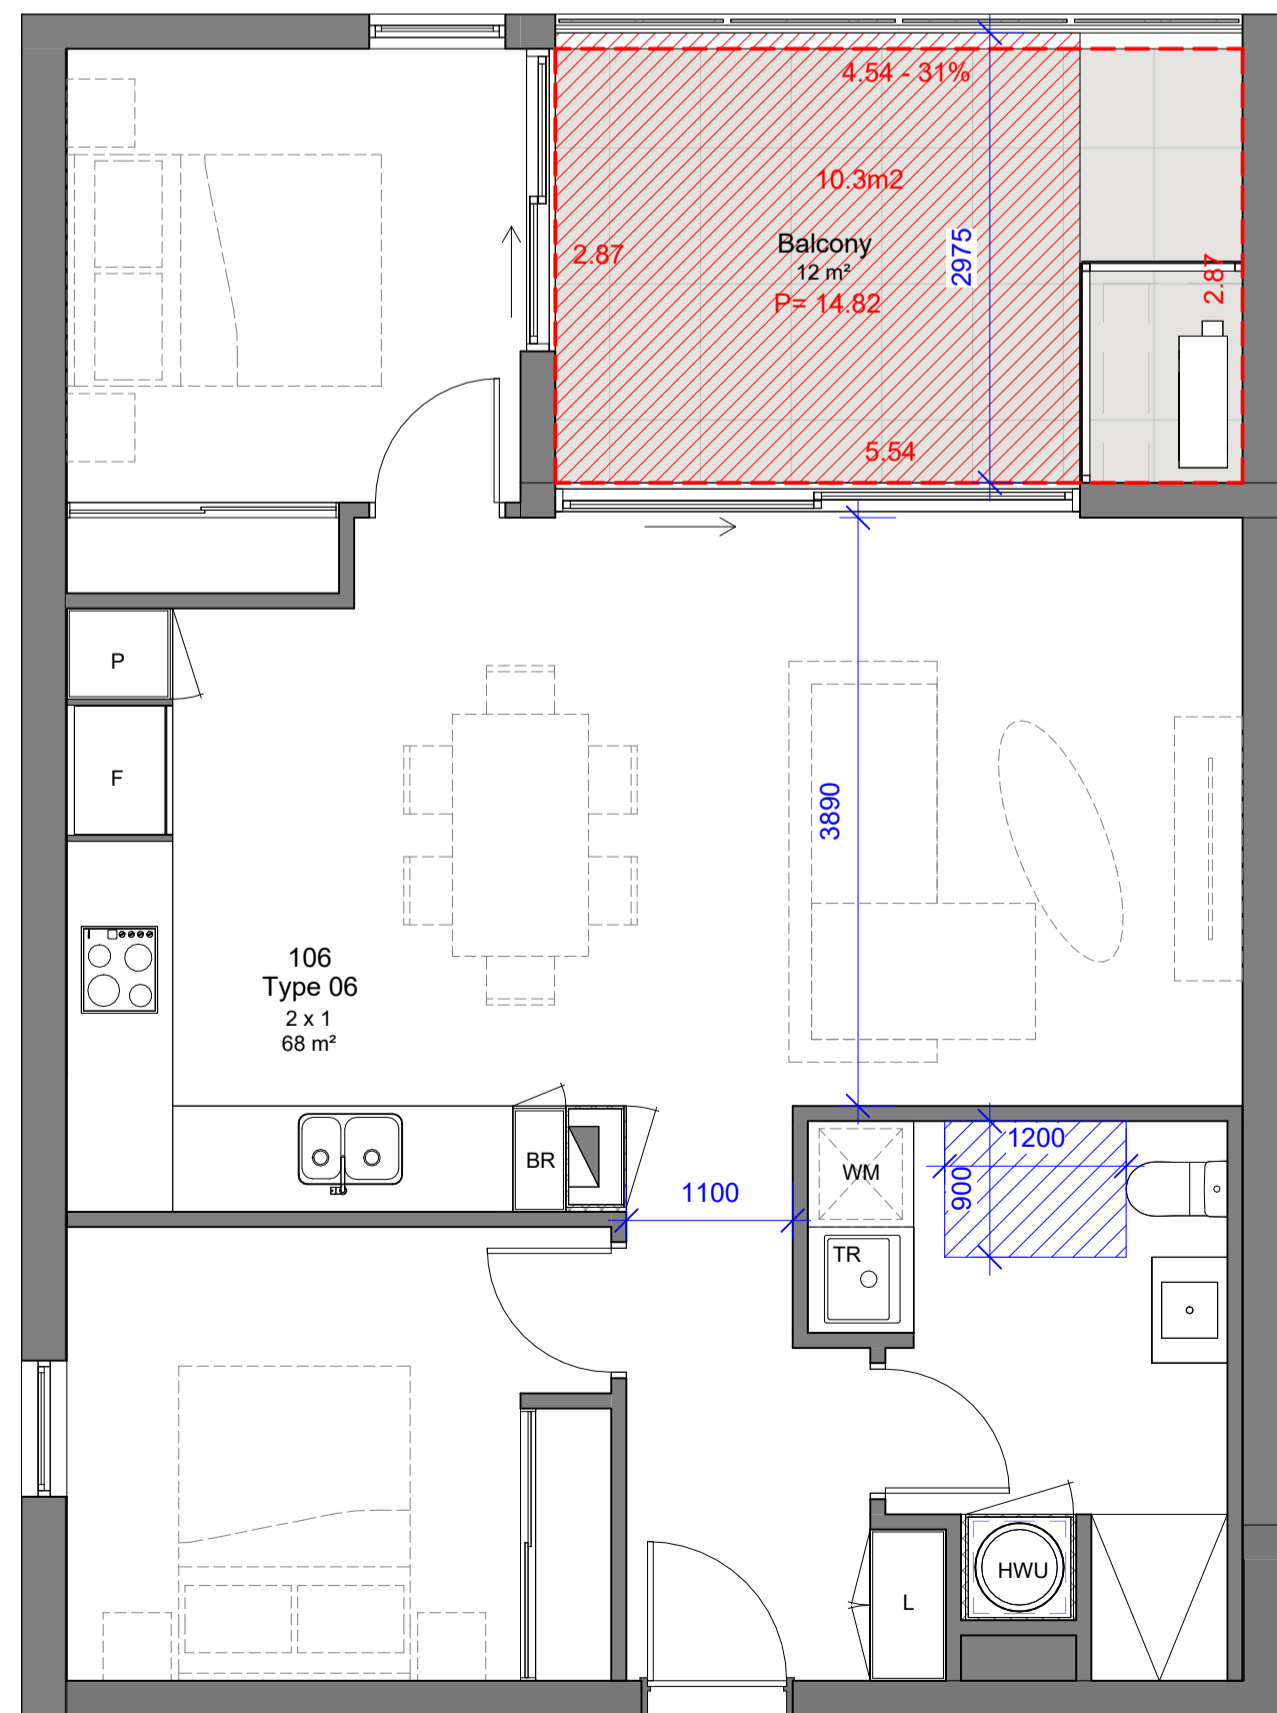 4.54 - 31%
10.3m2
Balcony
12 m²
P= 14.82
2.87
2975
2.87
5.54
P
F
3890
106
Type 06
2 x 1
68 m²
BR
1100
WM
1200
900
TR
HWU
L